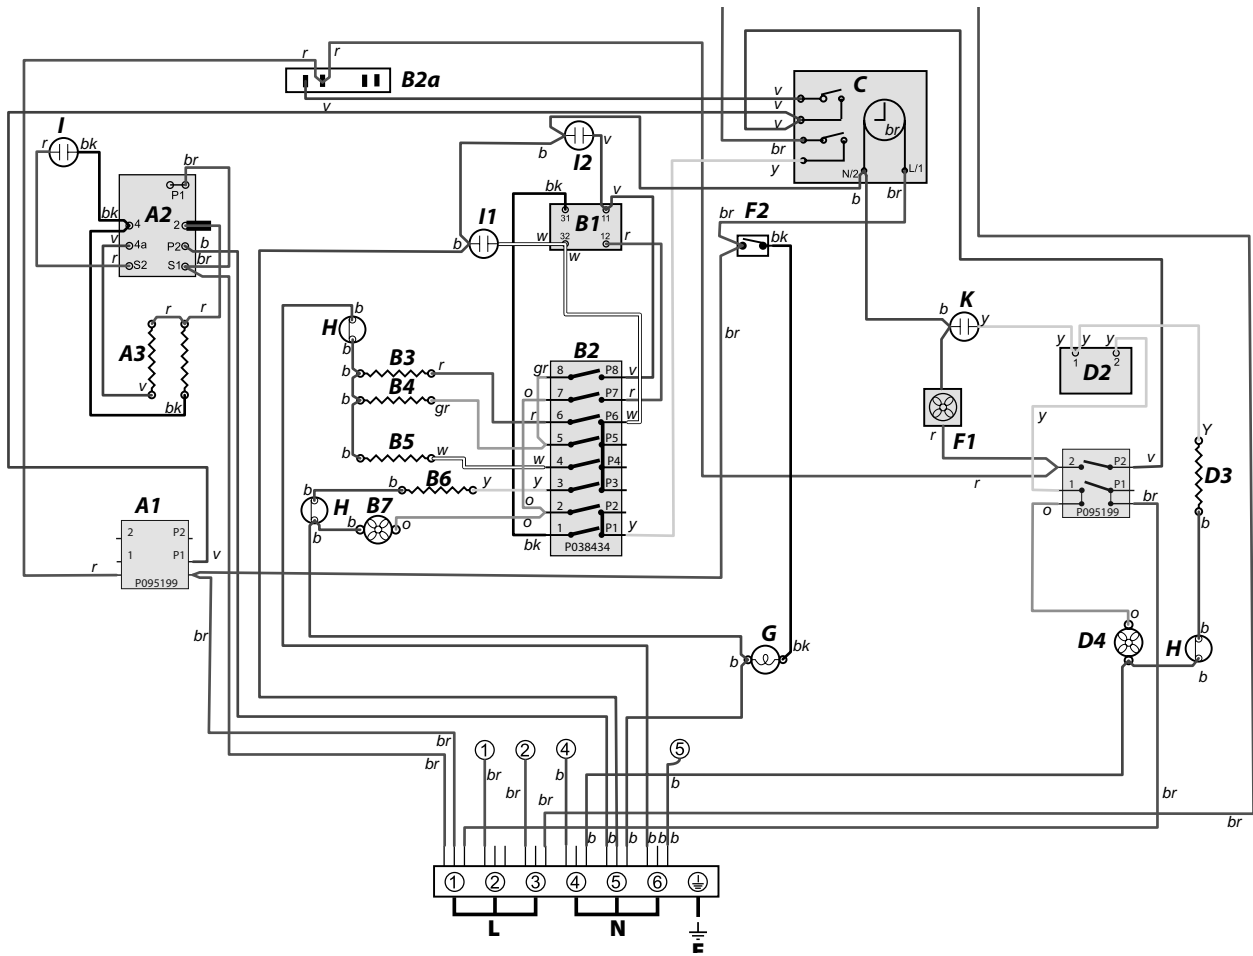 r
r
B2a
v
I
r
bk
br
P1
A2
bk
4
2
v
4a
P2
b
r
S2
S1
br
r
r
A3
v
bk
b
I2
v
bk
v
31
11
B1
I1
b
w
32
12
r
w
C
v
v
v
br
br
y
N/2
L/1
b
br
F2
br
bk
br
b
H
b
b
B3
r
b
B4
gr
b
B5
w
b
B6
y
b
H
B7
b
b
o
B2
gr
8
P8
v
o
7
P7
r
r
6
P6
w
5
P5
w
4
P4
y
3
P3
o
2
P2
o
1
P1
y
bk
P038434
K
b
y
y
y
y
1
2
D2
F1
r
y
Y
D3
b
2
P2
v
1
P1
br
o
P095199
r
A1
2
P2
1
P1
v
r
P095199
br
G
b
bk
o
D4
b
H
b
br
br
br
br
1
br
2
br
br
4
b
5
b
b
b
b
b
b
b
br
1
2
3
4
5
6
L
N
E